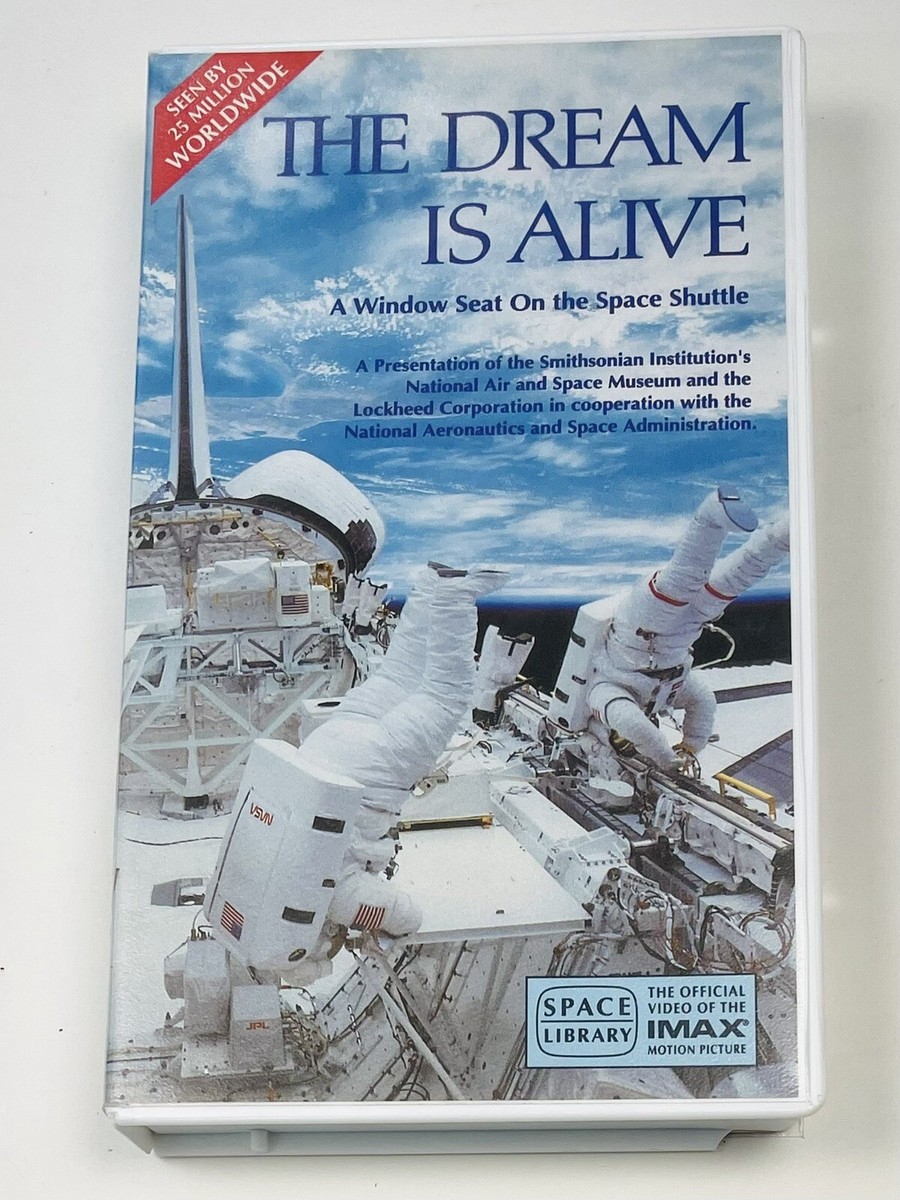 SEEN BY
25 MILLION
WORLDWIDE
THE DREAM
IS ALIVE
A Window Seat On the Space Shuttle
A Presentation of the Smithsonian Institution's
National Air and Space Museum and the
Lockheed Corporation in cooperation with the
National Aeronautics and Space Administration.
NASA
JPL
SPACE
LIBRARY
THE OFFICIAL
VIDEO OF THE
IMAX®
MOTION PICTURE